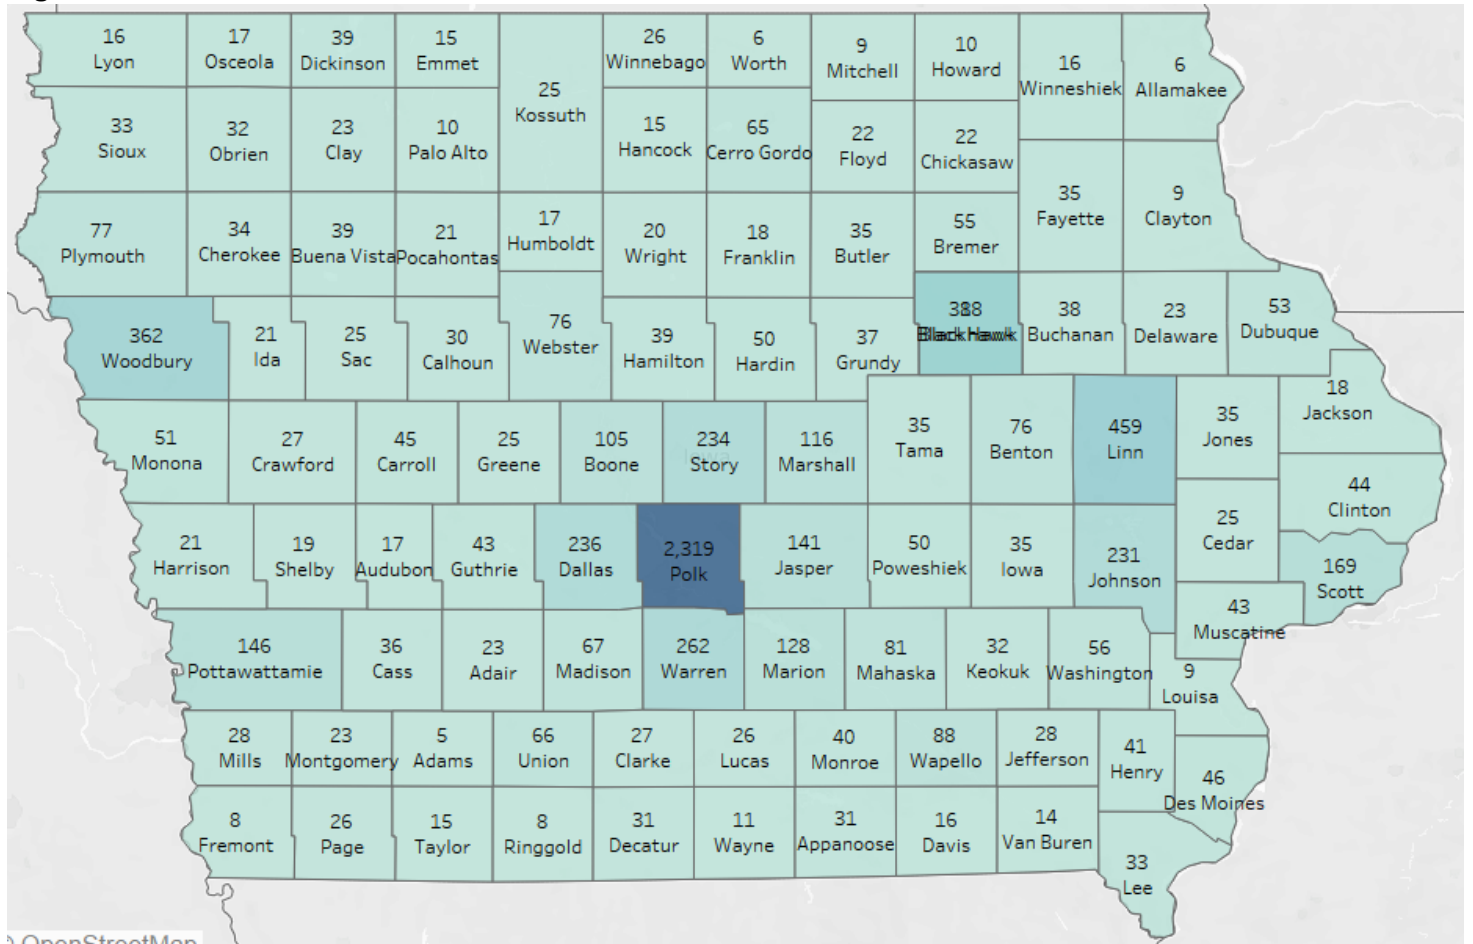 16
Lyon
17
Osceola
39
Dickinson
15
Emmet
25
Kossuth
26
Winnebago
6
Worth
9
Mitchell
10
Howard
16
Winneshiek
6
Allamakee
33
Sioux
32
Obrien
23
Clay
10
Palo Alto
15
Hancock
65
Cerro Gordo
22
Floyd
22
Chickasaw
35
Fayette
9
Clayton
77
Plymouth
34
Cherokee
39
Buena Vista
21
Pocahontas
17
Humboldt
20
Wright
18
Franklin
35
Butler
55
Bremer
362
Woodbury
21
Ida
25
Sac
30
Calhoun
76
Webster
39
Hamilton
50
Hardin
37
Grundy
Black Hawk
38
Buchanan
23
Delaware
53
Dubuque
51
Monona
27
Crawford
45
Carroll
25
Greene
105
Boone
Iowa
234
Story
116
Marshall
35
Tama
76
Benton
459
Linn
35
Jones
18
Jackson
44
Clinton
21
Harrison
19
Shelby
17
Audubon
43
Guthrie
236
Dallas
2,319
Polk
141
Jasper
50
Poweshiek
35
Iowa
231
Johnson
25
Cedar
169
Scott
43
Muscatine
146
Pottawattamie
36
Cass
23
Adair
67
Madison
262
Warren
128
Marion
81
Mahaska
32
Keokuk
56
Washington
9
Louisa
28
Mills
23
Montgomery
5
Adams
66
Union
27
Clarke
26
Lucas
40
Monroe
88
Wapello
28
Jefferson
41
Henry
46
Des Moines
8
Fremont
26
Page
15
Taylor
8
Ringgold
31
Decatur
11
Wayne
31
Appanoose
16
Davis
14
Van Buren
33
Lee
© OpenStreetMap